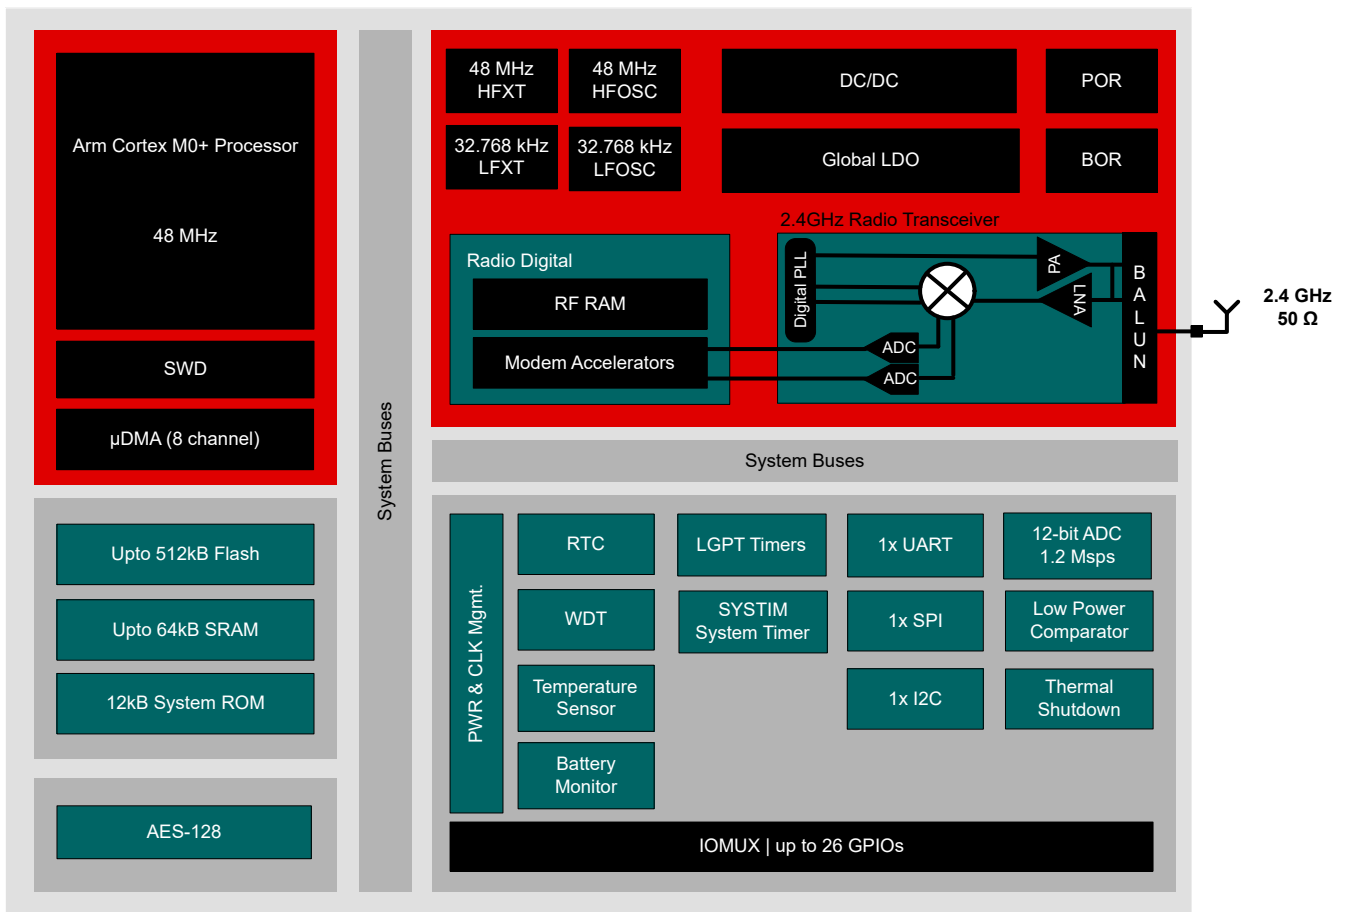 Arm Cortex M0+ Processor
48 MHz
SWD
µDMA (8 channel)
Upto 512kB Flash
Upto 64kB SRAM
12kB System ROM
AES-128
System Buses
48 MHz
HFXT
48 MHz
HFOSC
DC/DC
POR
32.768 kHz
LFXT
32.768 kHz
LFOSC
Global LDO
BOR
Radio Digital
RF RAM
Modem Accelerators
2.4GHz Radio Transceiver
Digital PLL
PA
LNA
ADC
ADC
BALUN
2.4 GHz
50 Ω
System Buses
PWR & CLK Mgmt.
RTC
LGPT Timers
1x UART
12-bit ADC
1.2 Msps
WDT
SYSTIM
System Timer
1x SPI
Low Power
Comparator
Temperature
Sensor
1x I2C
Thermal
Shutdown
Battery
Monitor
IOMUX | up to 26 GPIOs